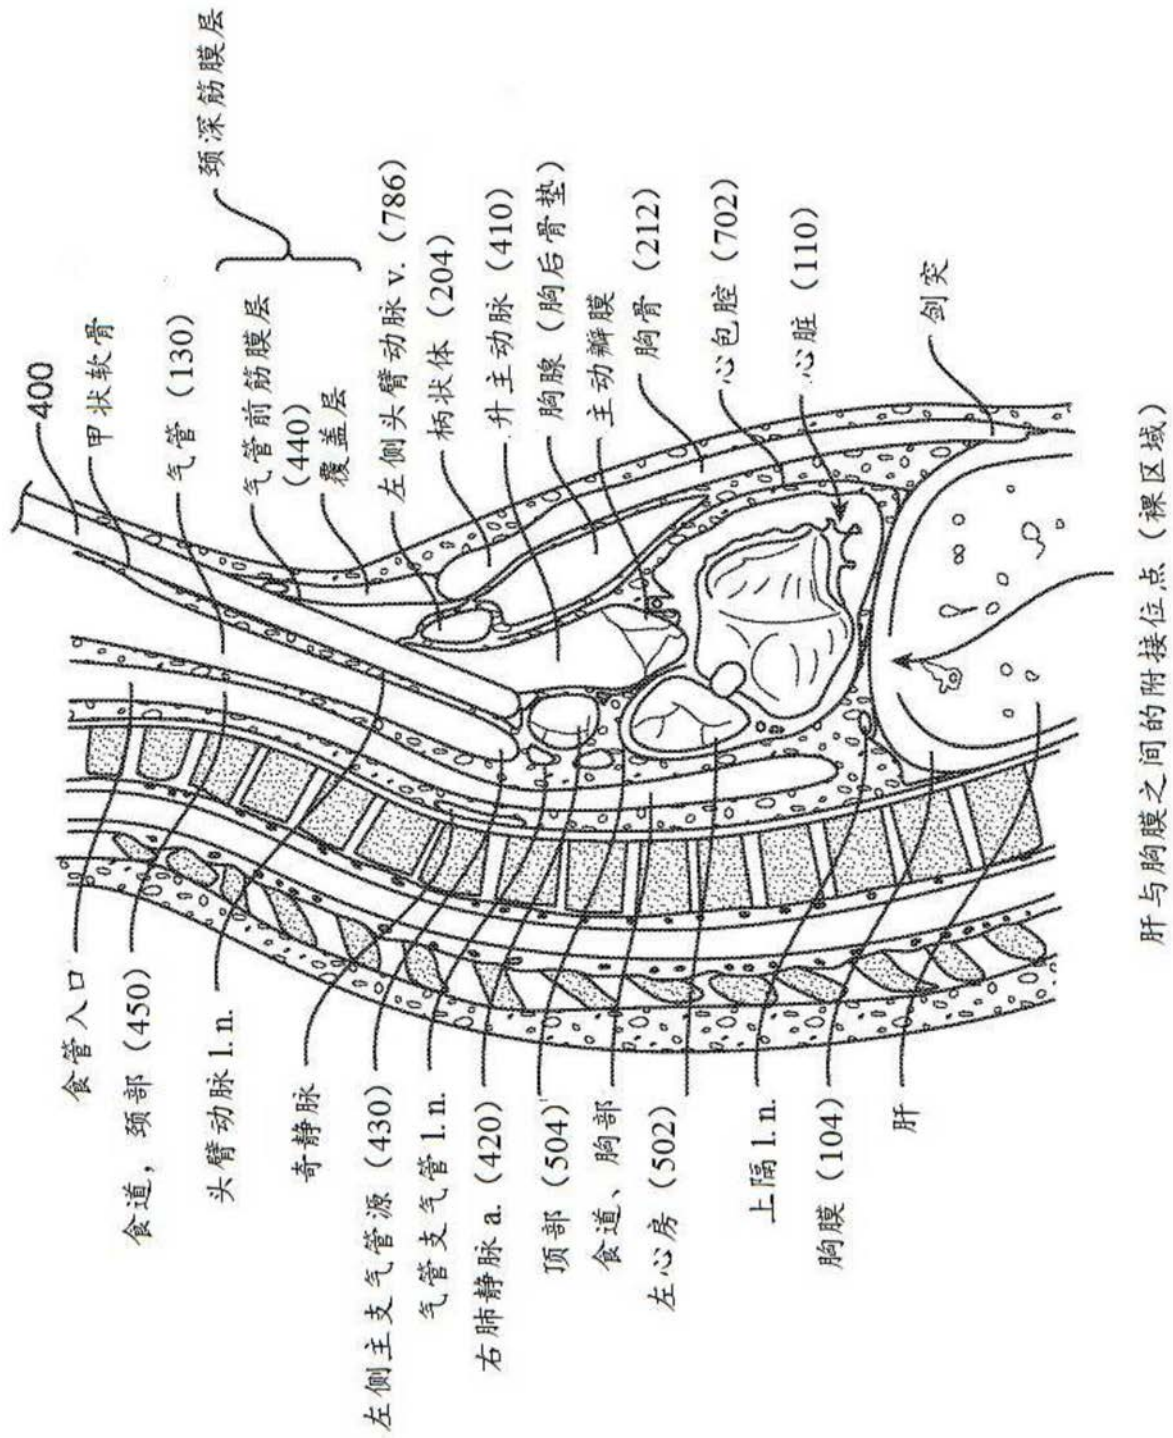 颈深筋膜层
400
甲状软骨
气管（130）
气管前筋膜层
（440）
覆盖层
左侧头臂动脉v.（786）
柄状体（204）
升主动脉（410）
胸腺（胸后骨垫）
主动瓣膜
胸骨（212）
心包腔（702）
心脏（110）
剑突
食管入口
食道，颈部（450）
头臂动脉l.n.
奇静脉
左侧主支气管源（430）
气管支气管l.n.
右肺静脉a.（420）
顶部（504）
食道、胸部
左心房（502）
上隔l.n.
胸膜（104）
肝
肝与胸膜之间的附接位点（裸区域）